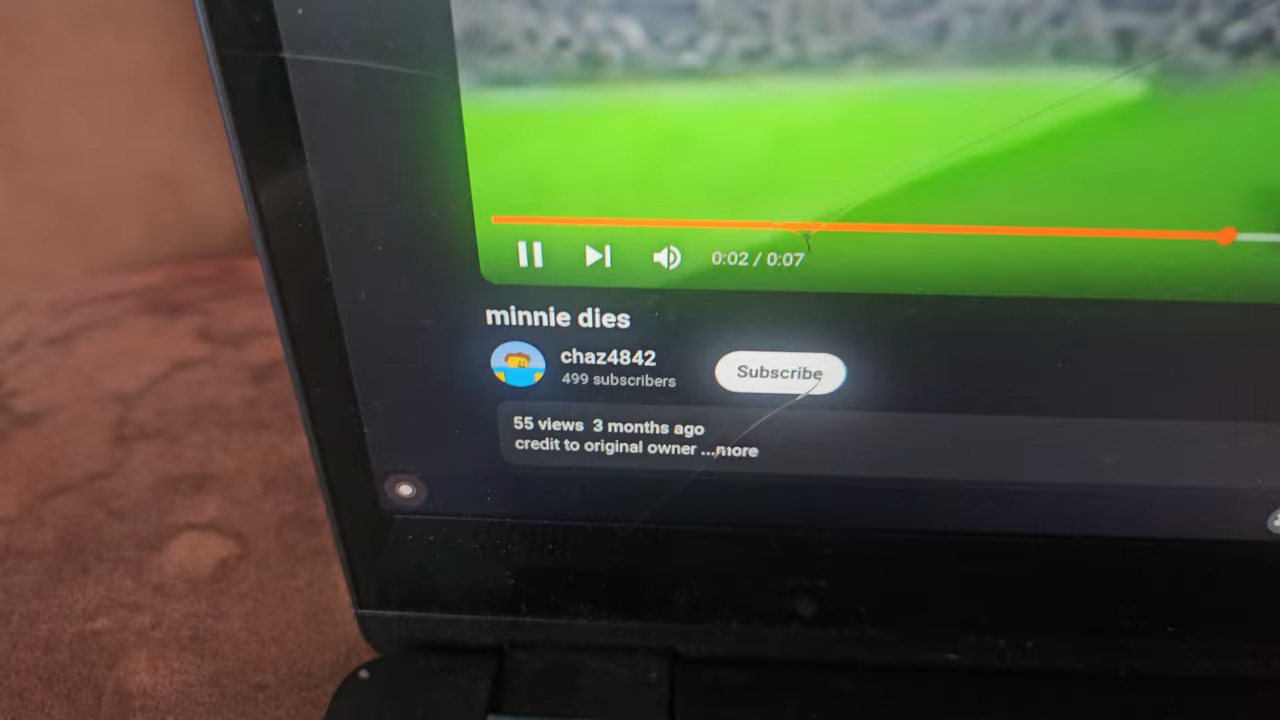 0:02 / 0:07
minnie dies
chaz4842
499 subscribers
Subscribe
55 views 3 months ago
credit to original owner ...more